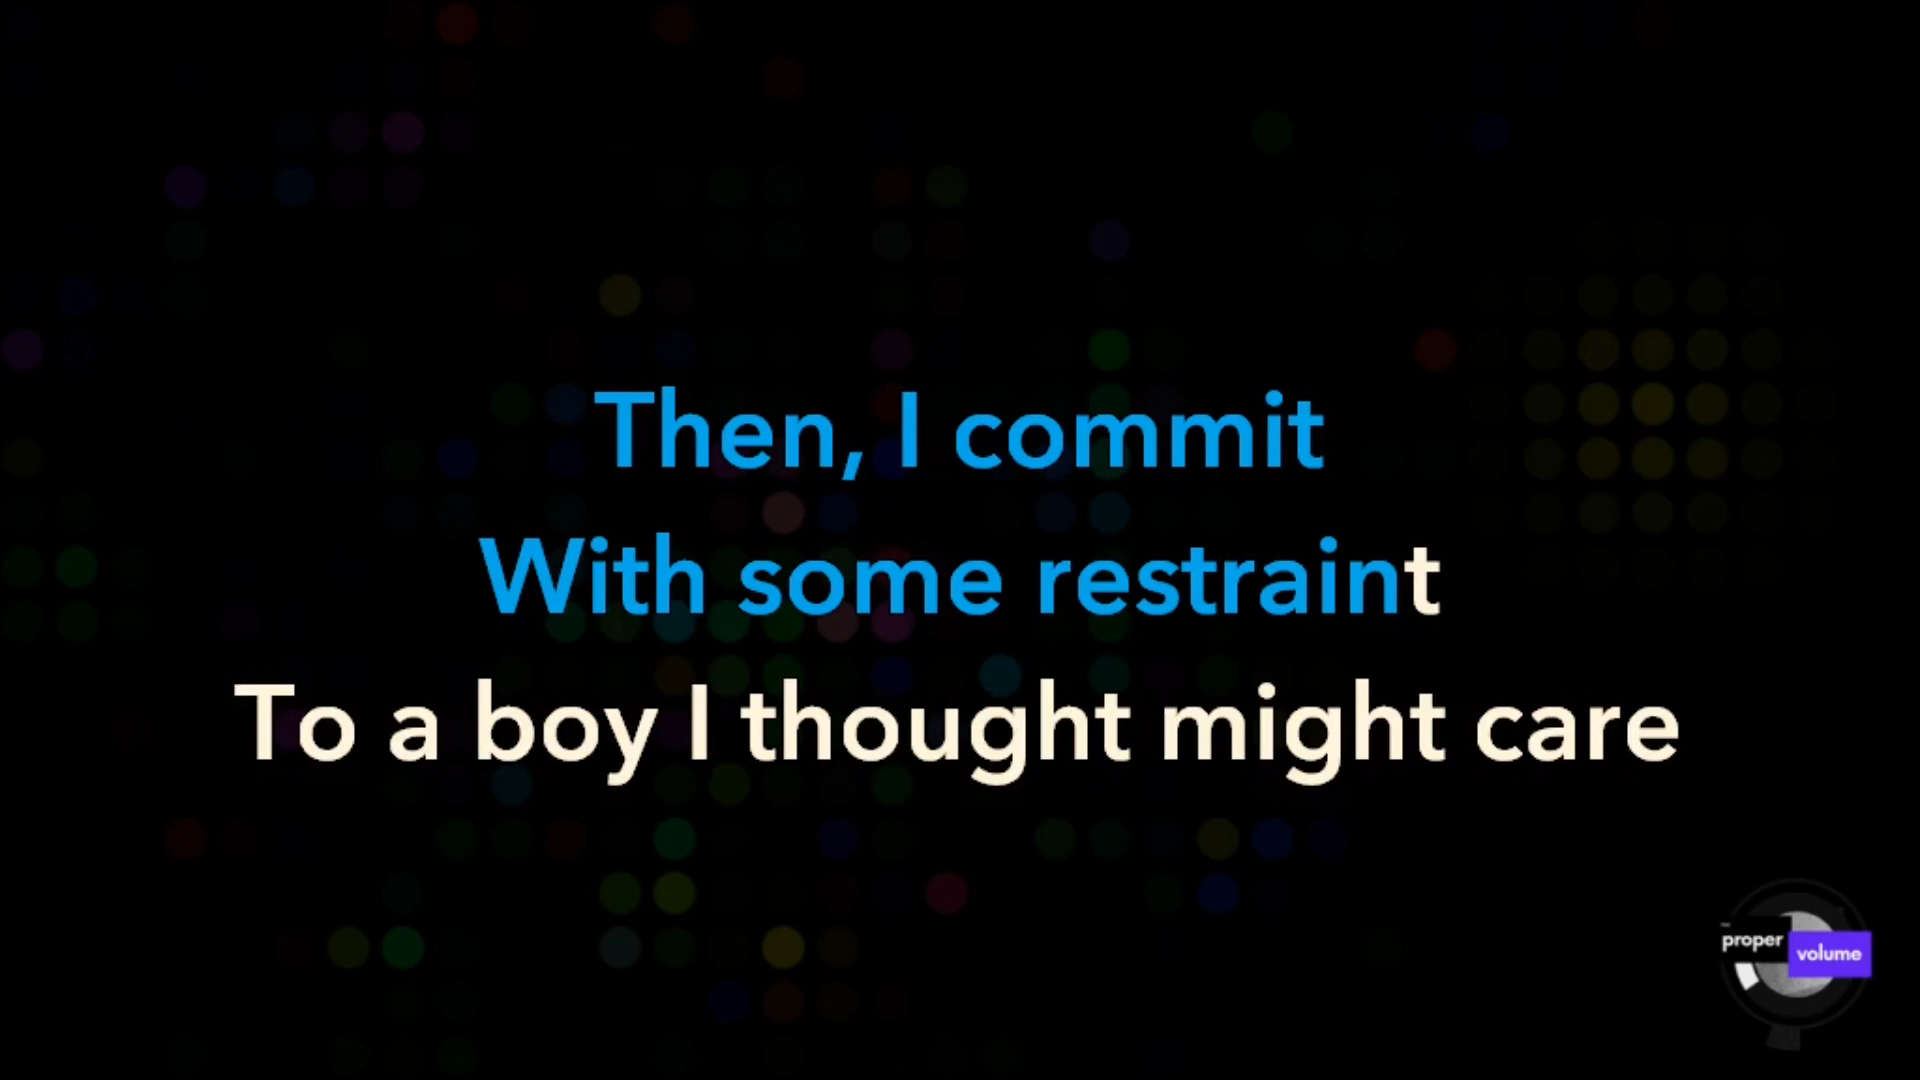 Then, I commit
With some restraint
To a boy I thought might care
proper
volume